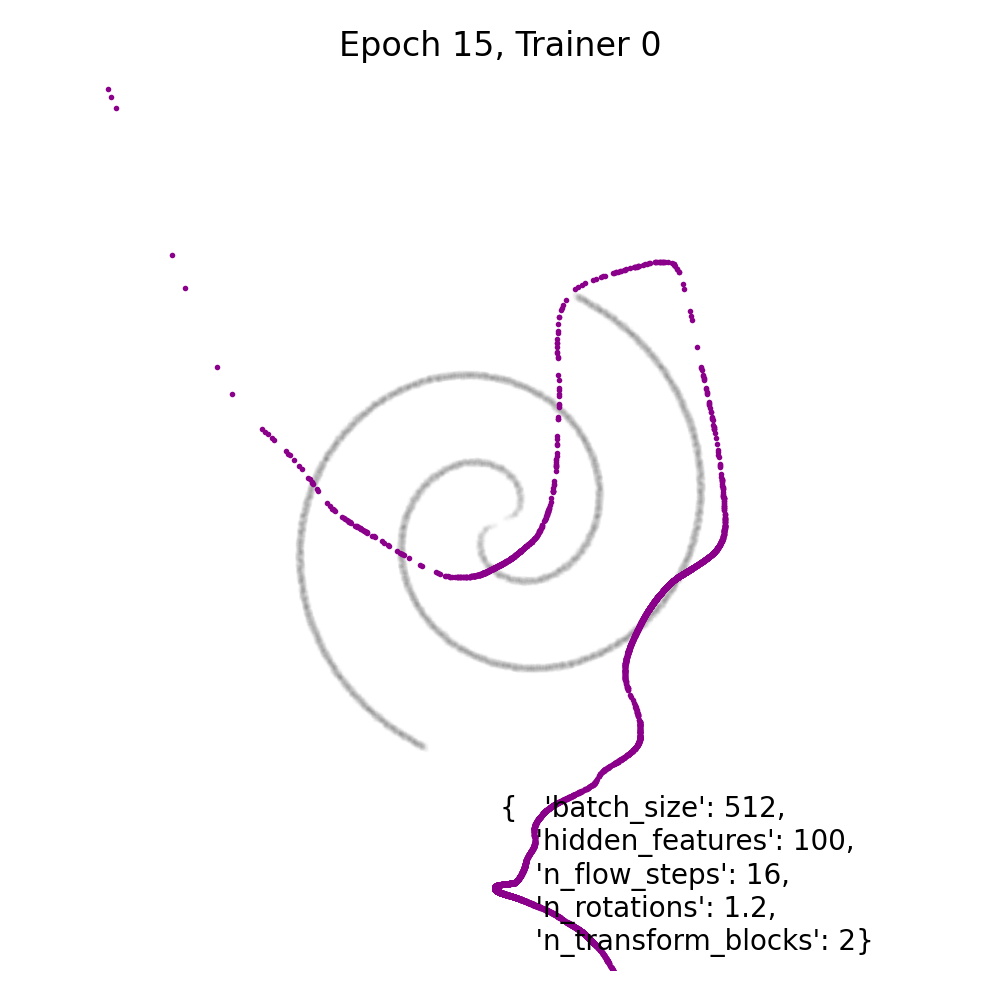 Epoch 15, Trainer 0
{   'batch_size': 512,
'hidden_features': 100,
'n_flow_steps': 16,
'n_rotations': 1.2,
'n_transform_blocks': 2}